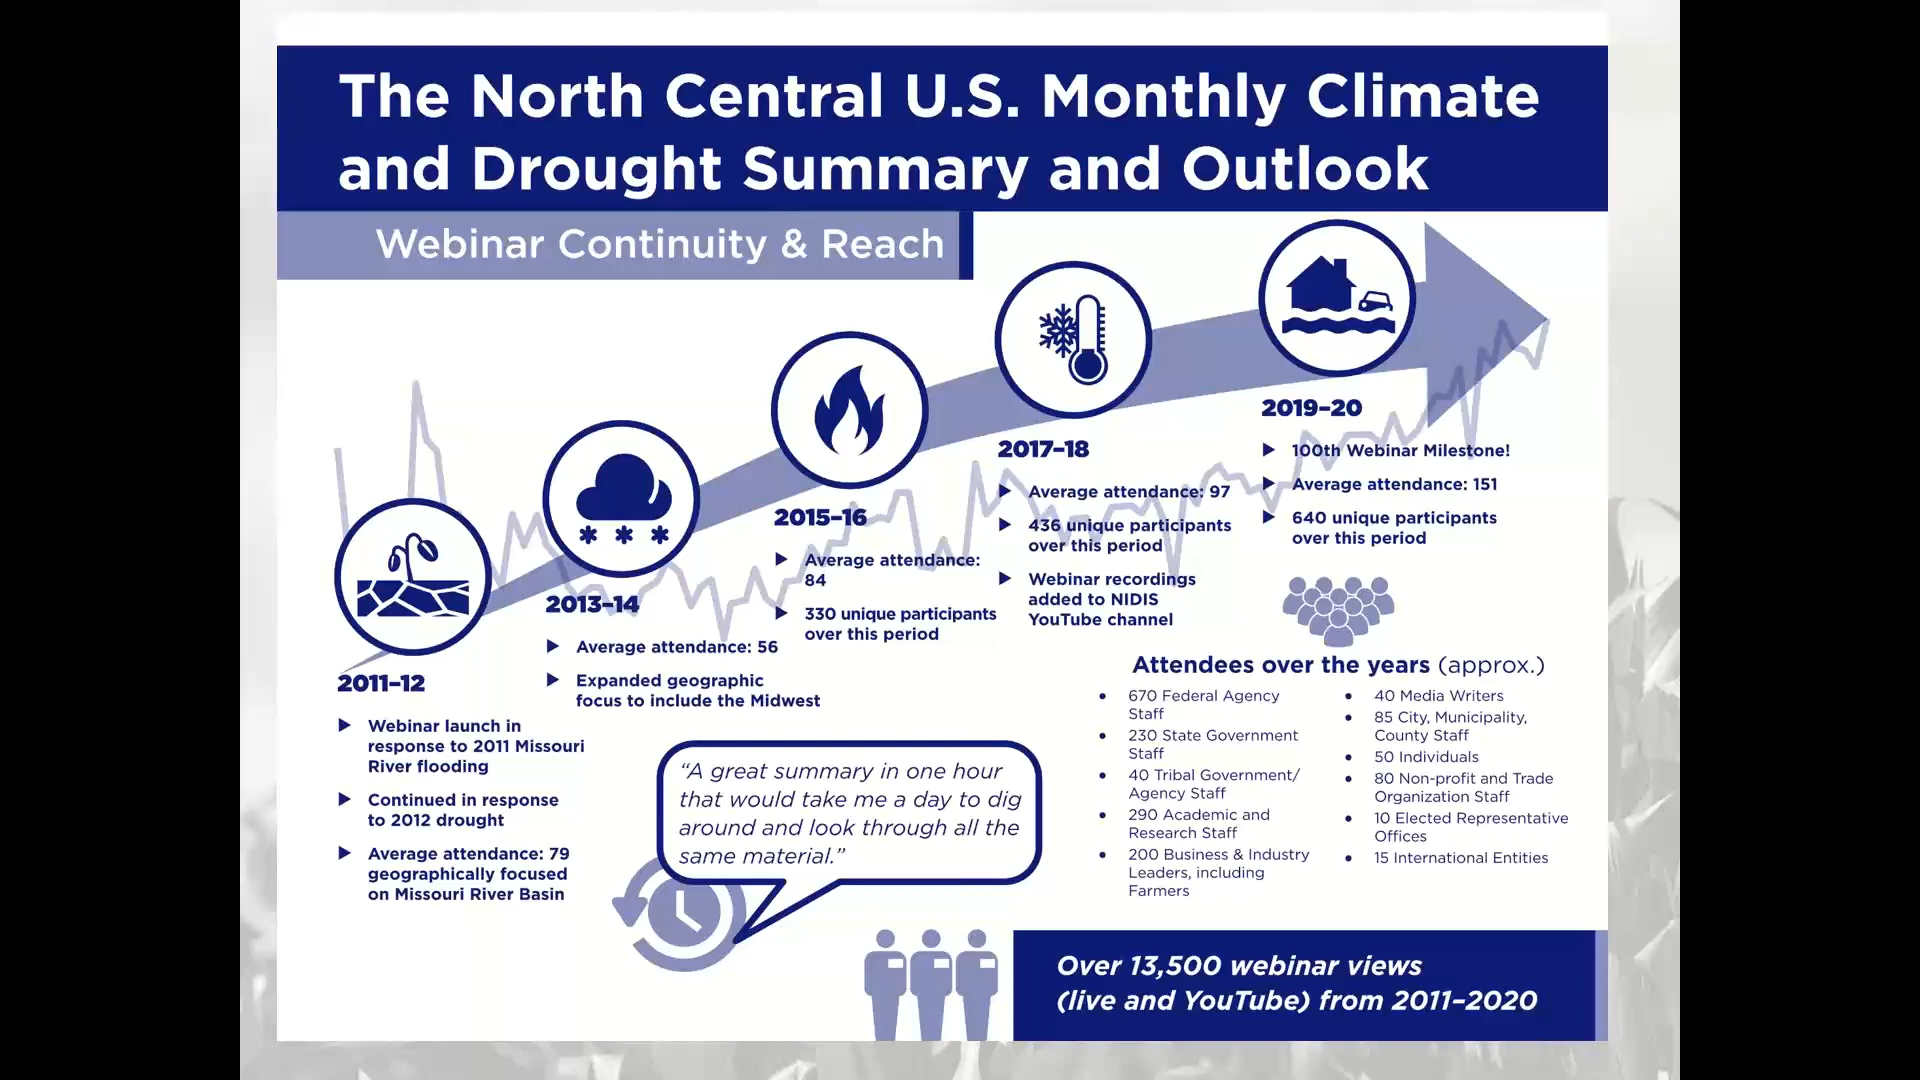 The North Central U.S. Monthly Climate
and Drought Summary and Outlook
Webinar Continuity & Reach
2011–12
▶ Webinar launch in
response to 2011 Missouri
River flooding
▶ Continued in response
to 2012 drought
▶ Average attendance: 79
geographically focused
on Missouri River Basin
2013–14
▶ Average attendance: 56
▶ Expanded geographic
focus to include the Midwest
2015–16
▶ Average attendance:
84
▶ 330 unique participants
over this period
2017–18
▶ Average attendance: 97
▶ 436 unique participants
over this period
▶ Webinar recordings
added to NIDIS
YouTube channel
2019–20
▶ 100th Webinar Milestone!
▶ Average attendance: 151
▶ 640 unique participants
over this period
“A great summary in one hour
that would take me a day to dig
around and look through all the
same material.”
Attendees over the years (approx.)
• 670 Federal Agency
Staff
• 230 State Government
Staff
• 40 Tribal Government/
Agency Staff
• 290 Academic and
Research Staff
• 200 Business & Industry
Leaders, including
Farmers
• 40 Media Writers
• 85 City, Municipality,
County Staff
• 50 Individuals
• 80 Non-profit and Trade
Organization Staff
• 10 Elected Representative
Offices
• 15 International Entities
Over 13,500 webinar views
(live and YouTube) from 2011–2020